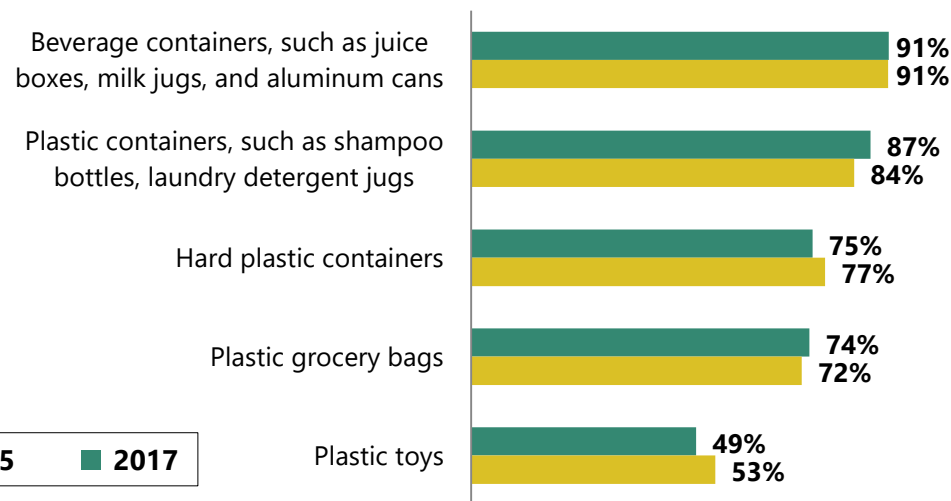 Beverage containers, such as juice
boxes, milk jugs, and aluminum cans
91%
91%
Plastic containers, such as shampoo
bottles, laundry detergent jugs
87%
84%
Hard plastic containers
75%
77%
Plastic grocery bags
74%
72%
Plastic toys
49%
53%
5 2017